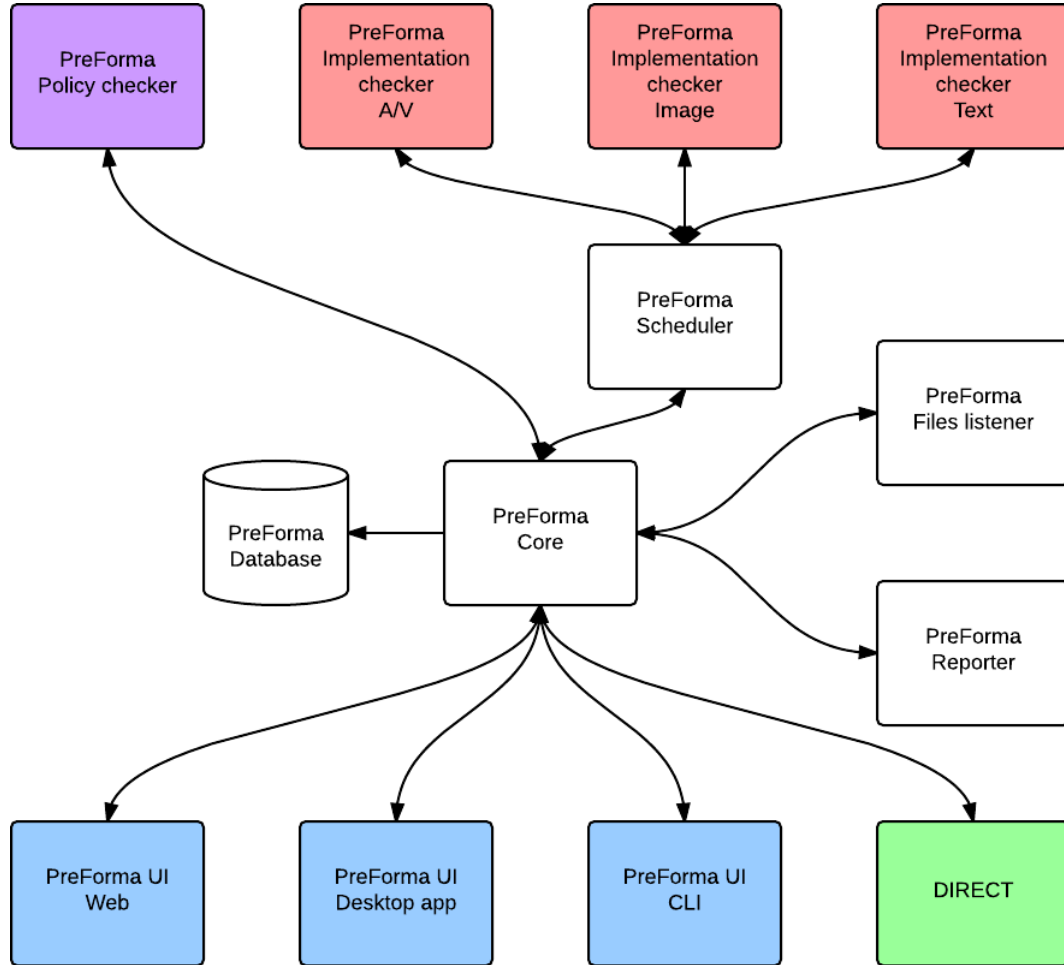 PreForma
Policy checker
PreForma
Implementation
checker
A/V
PreForma
Implementation
checker
Image
PreForma
Implementation
checker
Text
PreForma
Scheduler
PreForma
Files listener
PreForma
Database
PreForma
Core
PreForma
Reporter
PreForma UI
Web
PreForma UI
Desktop app
PreForma UI
CLI
DIRECT